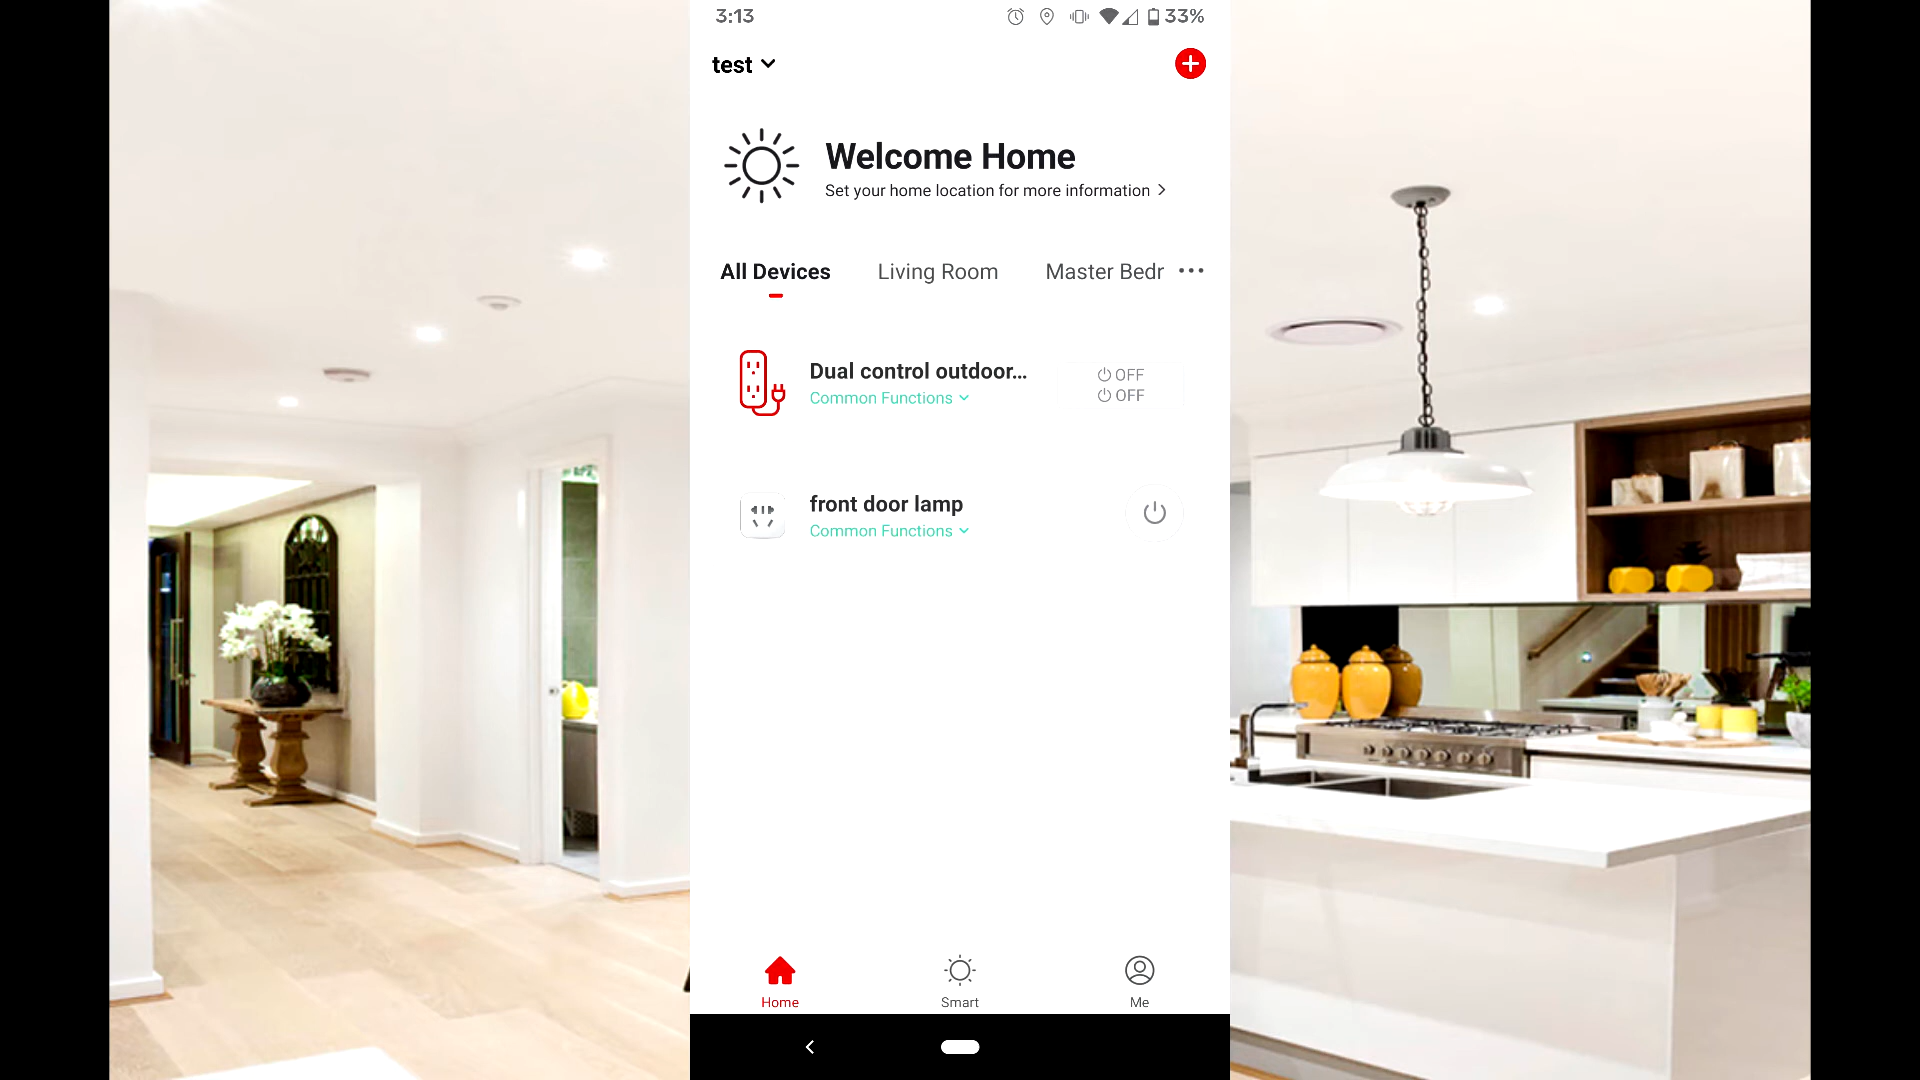 3:13
33%
test
Welcome Home
Set your home location for more information
All Devices
Living Room
Master Bedr
Dual control outdoor...
Common Functions
OFF
OFF
front door lamp
Common Functions
Home
Smart
Me